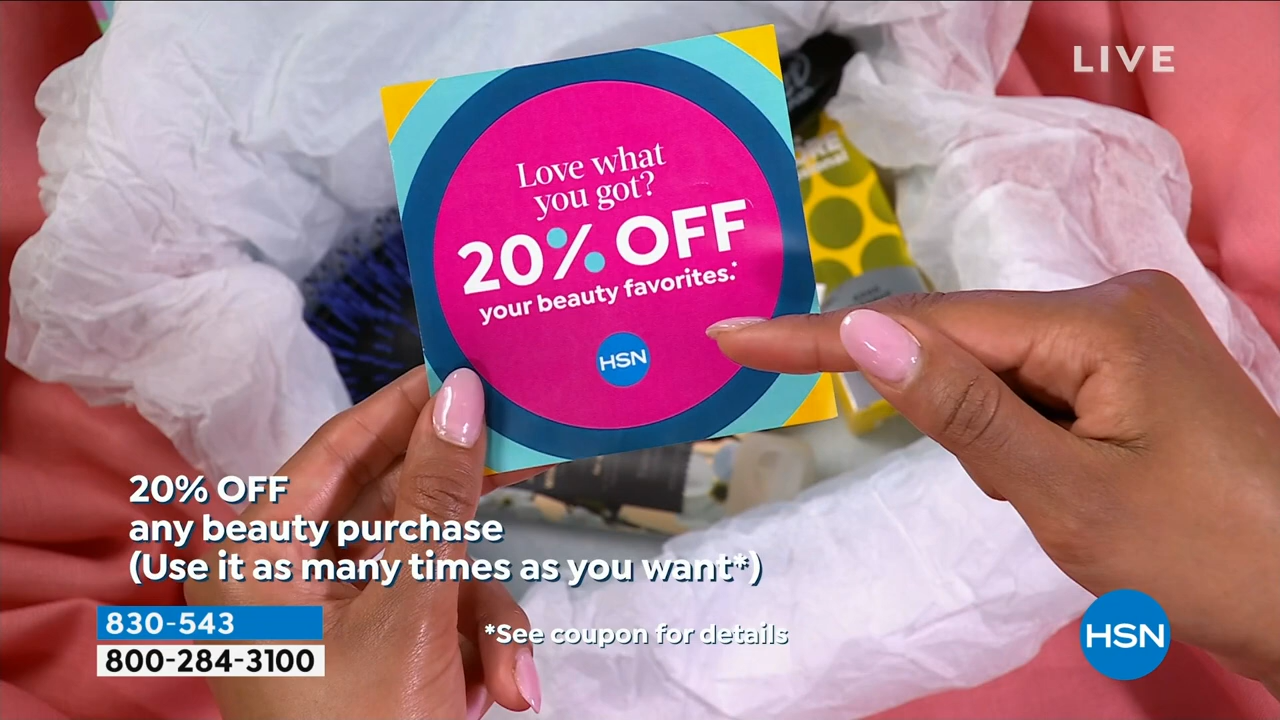 LIVE
Love what
you got?
20% OFF
your beauty favorites.*
HSN
20% OFF
any beauty purchase
(Use it as many times as you want*)
830-543
800-284-3100
*See coupon for details
HSN